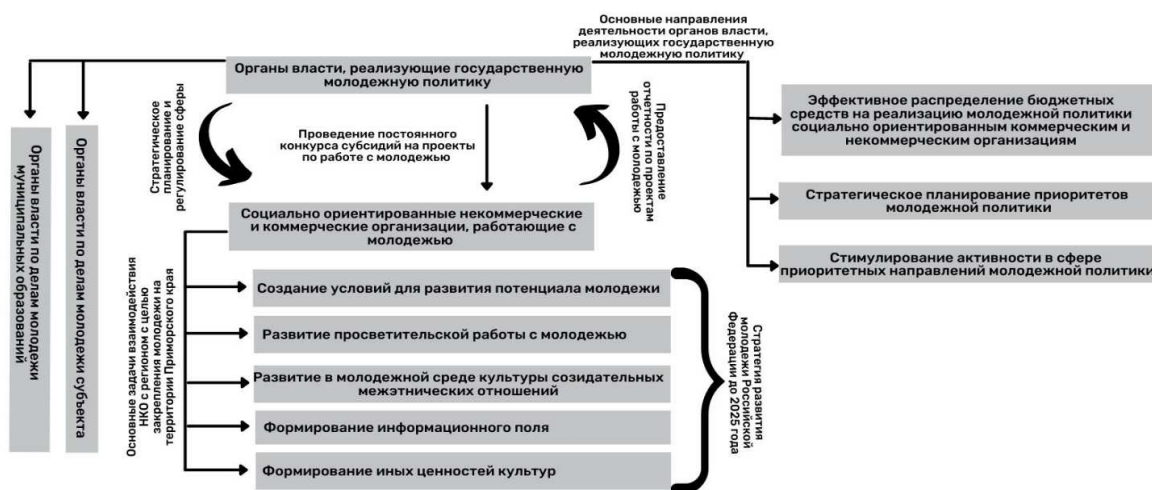 Основные направления
деятельности органов власти,
реализующих государственную
молодежную политику
Органы власти, реализующие государственную
молодежную политику
Стратегическое
планирование и
регулирование сферы
Проведение постоянного
конкурса субсидий на проекты
по работе с молодежью
Предоставление
отчетности по проектам
работы с молодежью
Органы власти по делам молодежи
муниципальных образований
Органы власти по делам молодежи субъекта
Эффективное распределение бюджетных
средств на реализацию молодежной политики
социально ориентированным коммерческим и
некоммерческим организациям
Стратегическое планирование приоритетов
молодежной политики
Стимулирование активности в сфере
приоритетных направлений молодежной политики
Социально ориентированные некоммерческие
и коммерческие организации, работающие с
молодежью
Основные задачи взаимодействия
НКО с регионом с целью
закрепления молодежи на
территории Приморского края
Создание условий для развития потенциала молодежи
Развитие просветительской работы с молодежью
Развитие в молодежной среде культуры созидательных
межэтнических отношений
Формирование информационного поля
Формирование иных ценностей культур
Стратегия развития
молодежи Российской
Федерации до 2025 года